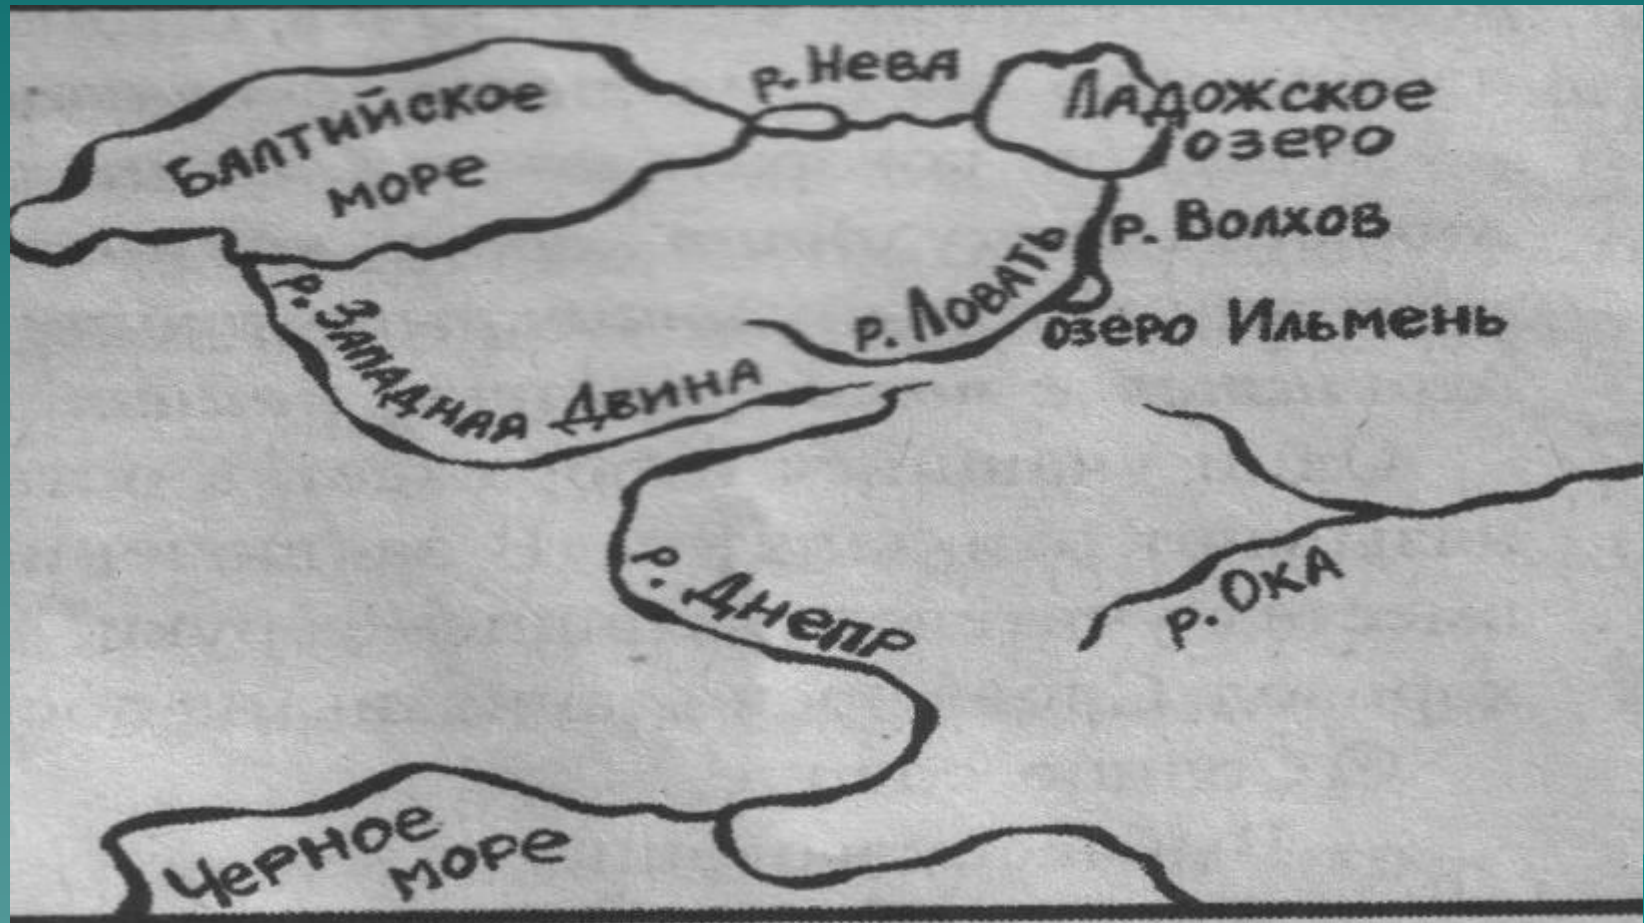 р. Нева
Балтийское
море
Ладожское
озеро
р. Волхов
р. Ловать
озеро Ильмень
р. Западная Двина
р. Днепр
р. Ока
Черное
море